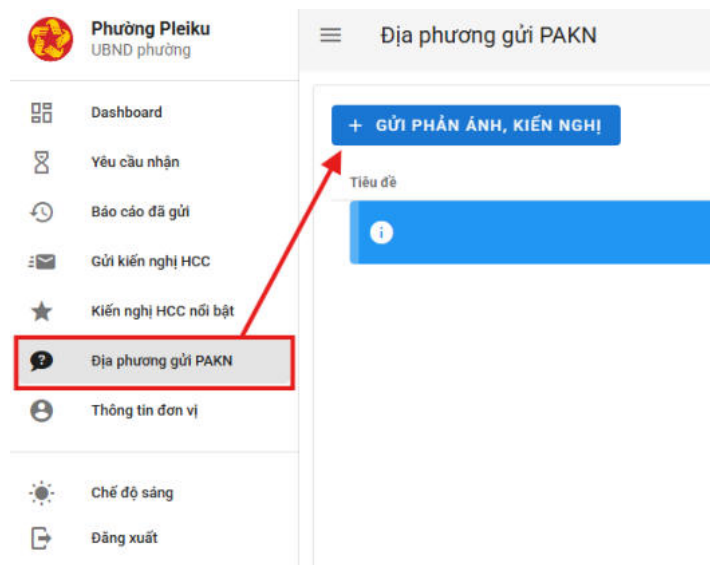 Phường Pleiku
UBND phường
Địa phương gửi PAKN
Dashboard
Yêu cầu nhận
Báo cáo đã gửi
Gửi kiến nghị HCC
Kiến nghị HCC nổi bật
Địa phương gửi PAKN
Thông tin đơn vị
Chế độ sáng
Đăng xuất
+ GỬI PHẢN ÁNH, KIẾN NGHỊ
Tiêu đề